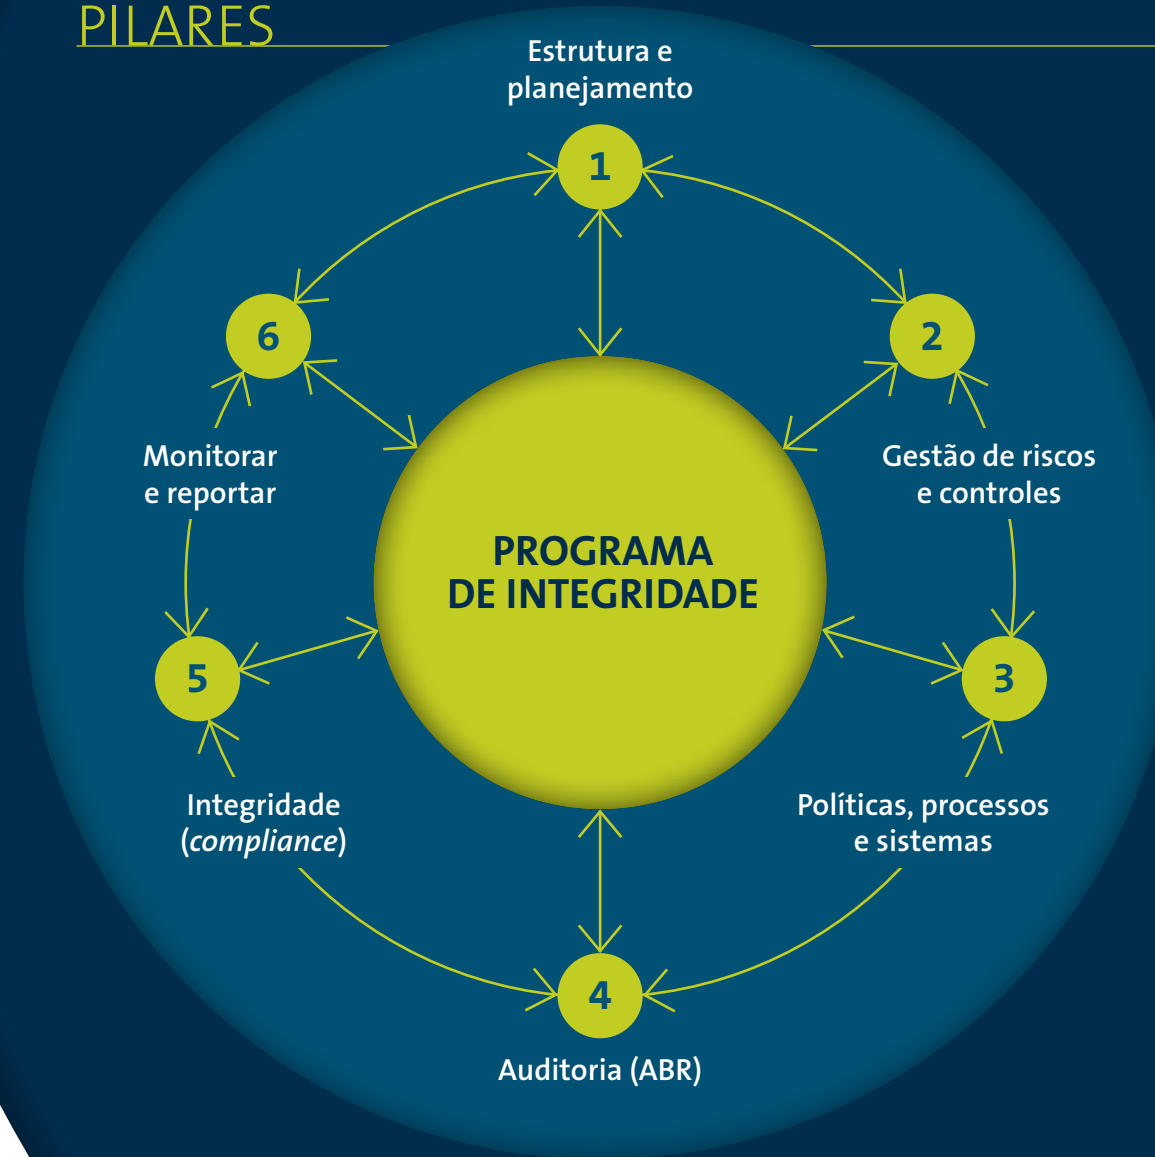 PILARES
Estrutura e
planejamento
1
2
Gestão de riscos
e controles
3
Políticas, processos
e sistemas
4
Auditoria (ABR)
5
Integridade
(compliance)
6
Monitorar
e reportar
PROGRAMA
DE INTEGRIDADE